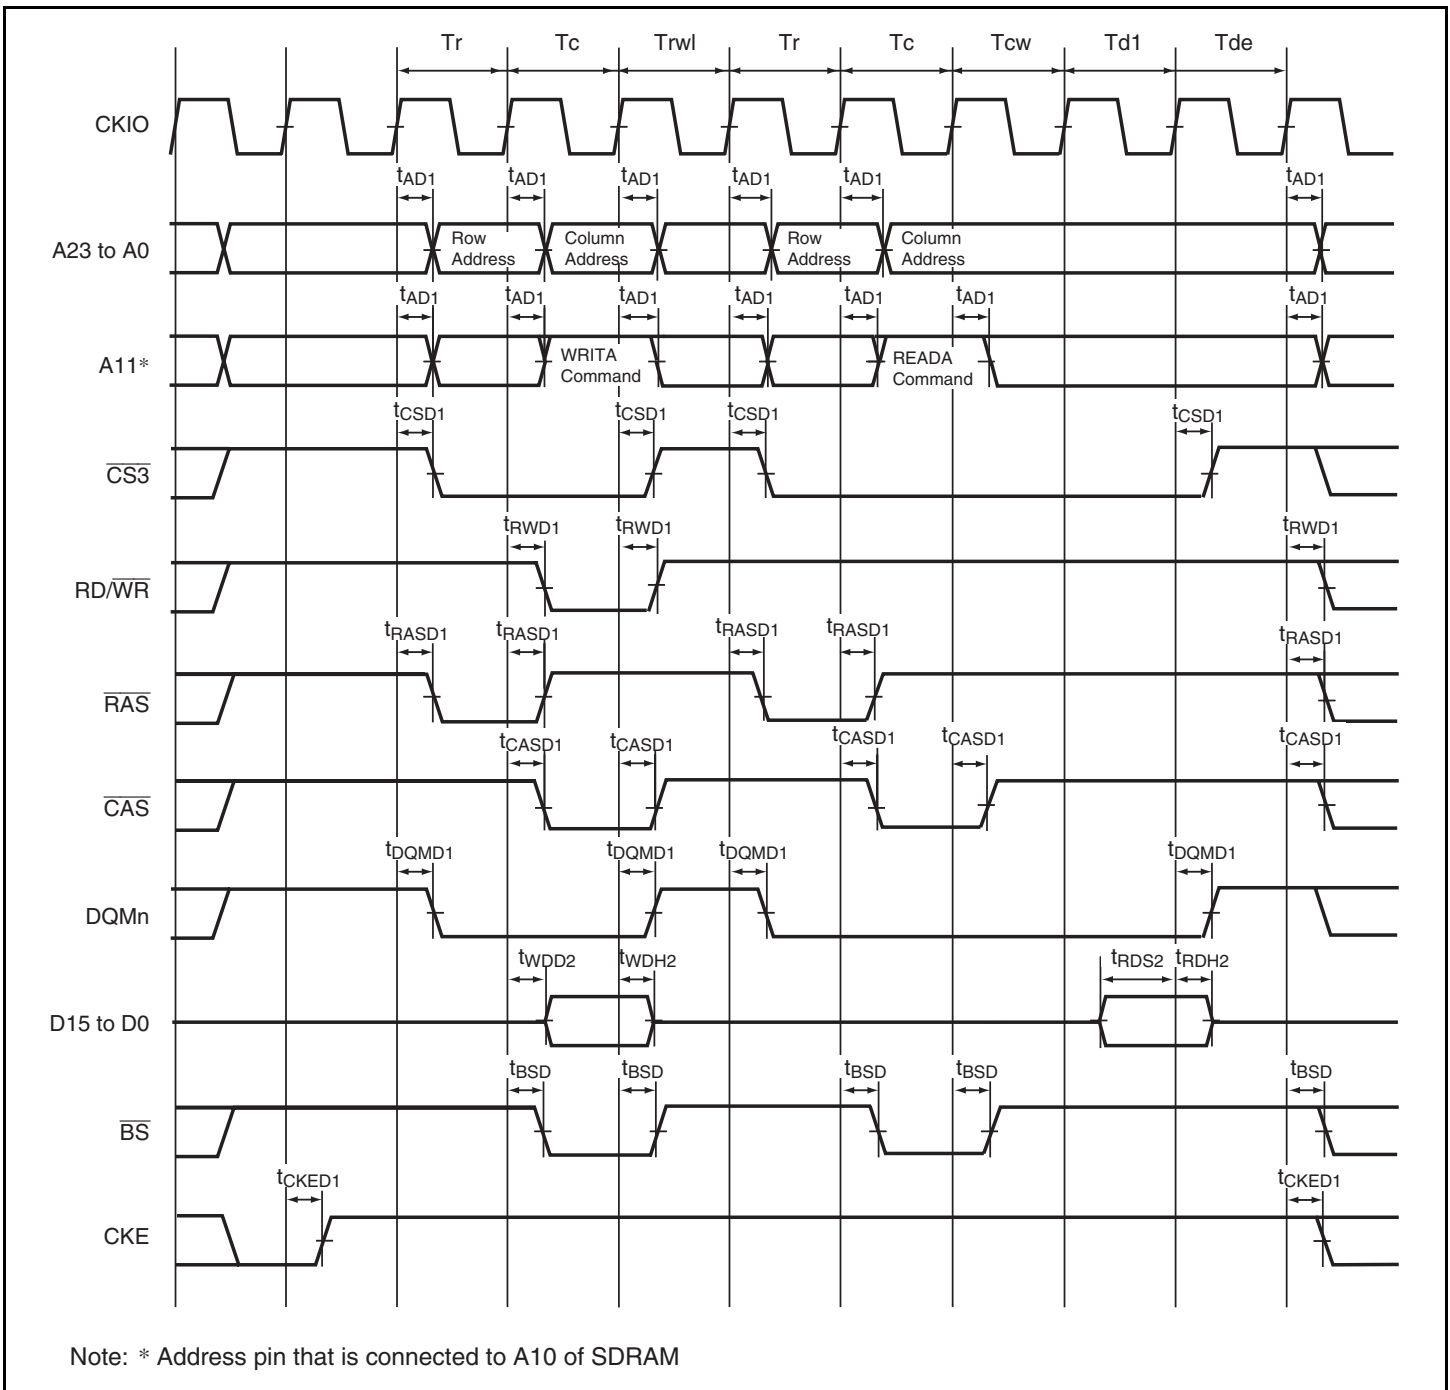 Tr Tc Trwl Tr Tc Tcw Td1 Tde
CKIO
tAD1 tAD1 tAD1 tAD1 tAD1 tAD1
A23 to A0
Row Address
Column Address
Row Address
Column Address
tAD1 tAD1 tAD1 tAD1 tAD1 tAD1 tAD1
A11*
WRITA Command
READA Command
tCSD1 tCSD1 tCSD1 tCSD1
CS3
tRWD1 tRWD1 tRWD1
RD/WR
tRASD1 tRASD1 tRASD1 tRASD1 tRASD1
RAS
tCASD1 tCASD1 tCASD1 tCASD1 tCASD1
CAS
tDQMD1 tDQMD1 tDQMD1 tDQMD1
DQMn
tWDD2 tWDH2 tRDS2 tRDH2
D15 to D0
tBSD tBSD tBSD tBSD tBSD
BS
tCKED1 tCKED1
CKE
Note: * Address pin that is connected to A10 of SDRAM